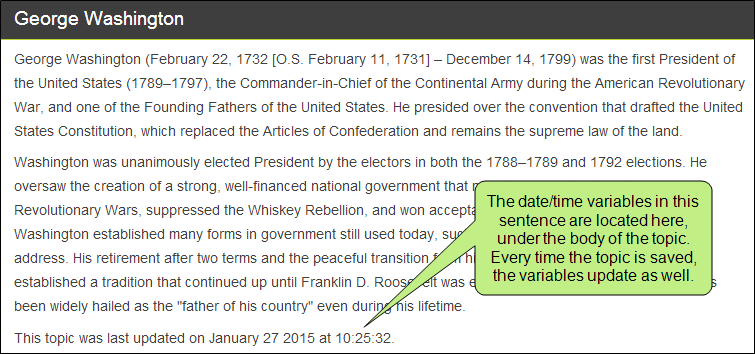 George Washington
George Washington (February 22, 1732 [O.S. February 11, 1731] – December 14, 1799) was the first President of
the United States (1789–1797), the Commander-in-Chief of the Continental Army during the American Revolutionary
War, and one of the Founding Fathers of the United States. He presided over the convention that drafted the United
States Constitution, which replaced the Articles of Confederation and remains the supreme law of the land.
Washington was unanimously elected President by the electors in both the 1788–1789 and 1792 elections. He
oversaw the creation of a strong, well-financed national government that
Revolutionary Wars, suppressed the Whiskey Rebellion, and won
Washington established many forms in government still used today,
address. His retirement after two terms and the peaceful transition from
established a tradition that continued up until Franklin D. Roosevelt was
been widely hailed as the "father of his country" even during his lifetime.
This topic was last updated on January 27 2015 at 10:25:32.
The date/time variables in this
sentence are located here,
under the body of the topic.
Every time the topic is saved,
the variables update as well.